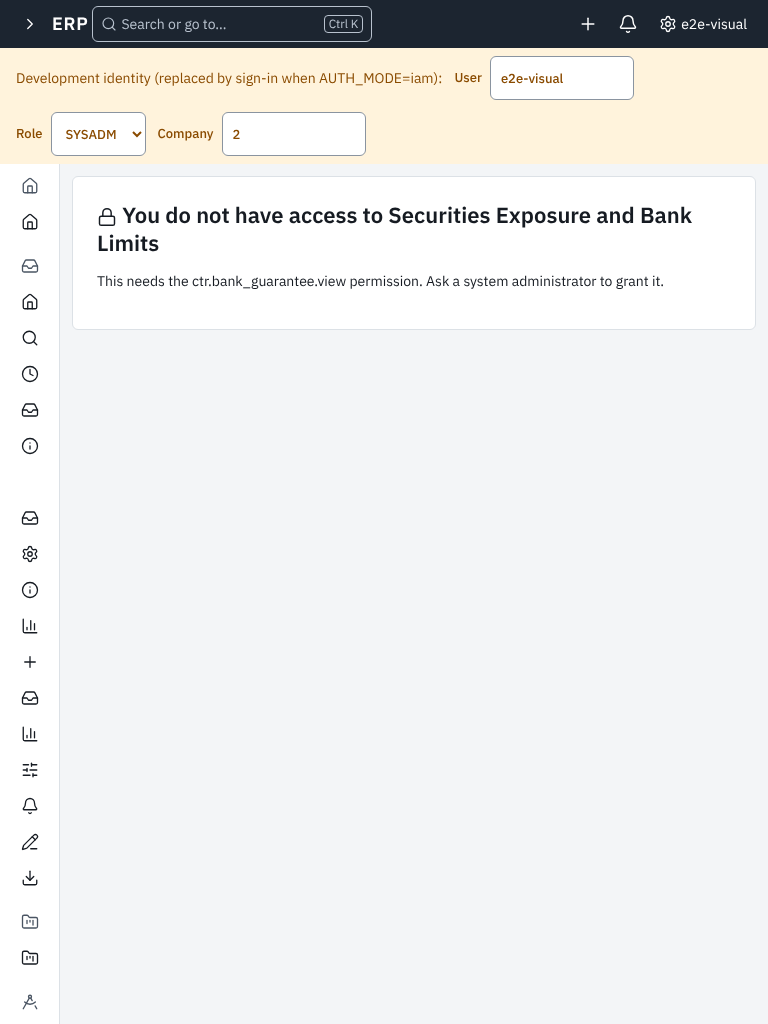 ERP
Search or go to...
Ctrl K
e2e-visual
Development identity (replaced by sign-in when AUTH_MODE=iam):
User
e2e-visual
Role
SYSADM
Company
2
You do not have access to Securities Exposure and Bank
Limits
This needs the ctr.bank_guarantee.view permission. Ask a system administrator to grant it.